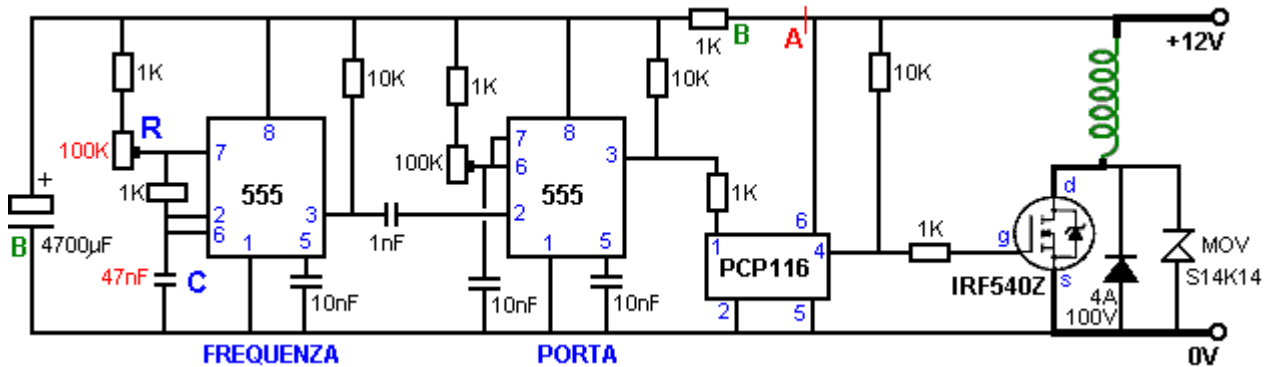 1K
B
A
+12V
1K
10K
1K
10K
10K
R
100K
7
8
555
1K
2
6
3
1
5
+
B
4700µF
47nF
C
10nF
1nF
100K
7
6
8
3
555
2
1
5
10nF
10nF
1K
6
1
PCP116
4
2
5
1K
g
d
s
IRF540Z
4A
100V
MOV
S14K14
FREQUENZA
PORTA
0V